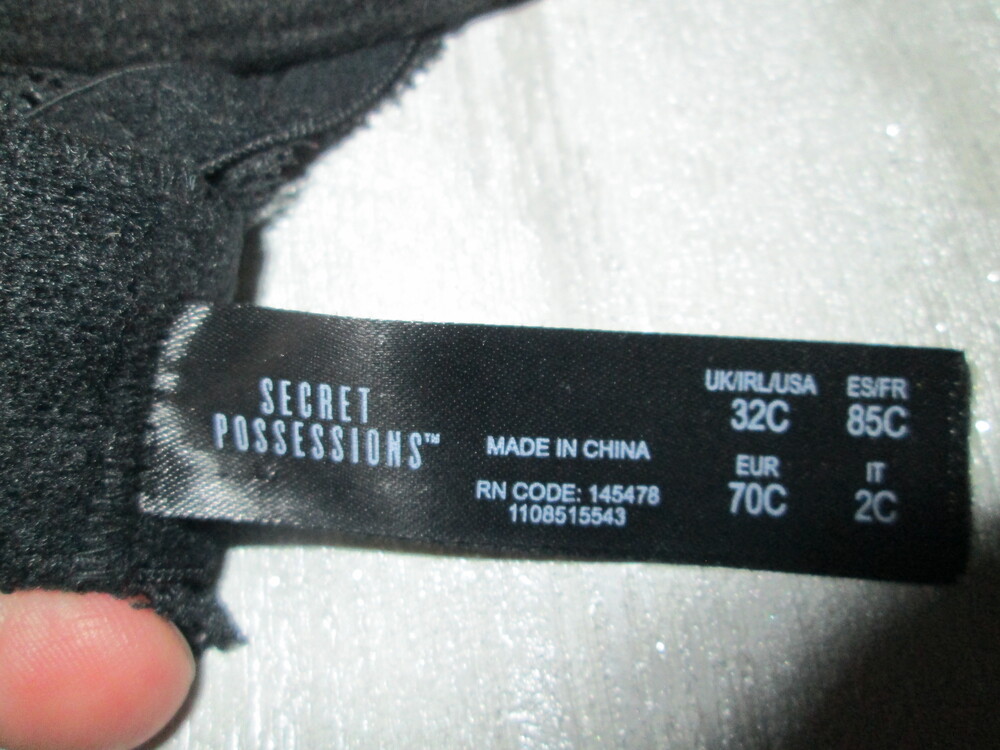 SECRET
POSSESSIONS™
MADE IN CHINA
RN CODE: 145478
1108515543
UK/IRL/USA ES/FR
32C 85C
EUR IT
70C 2C